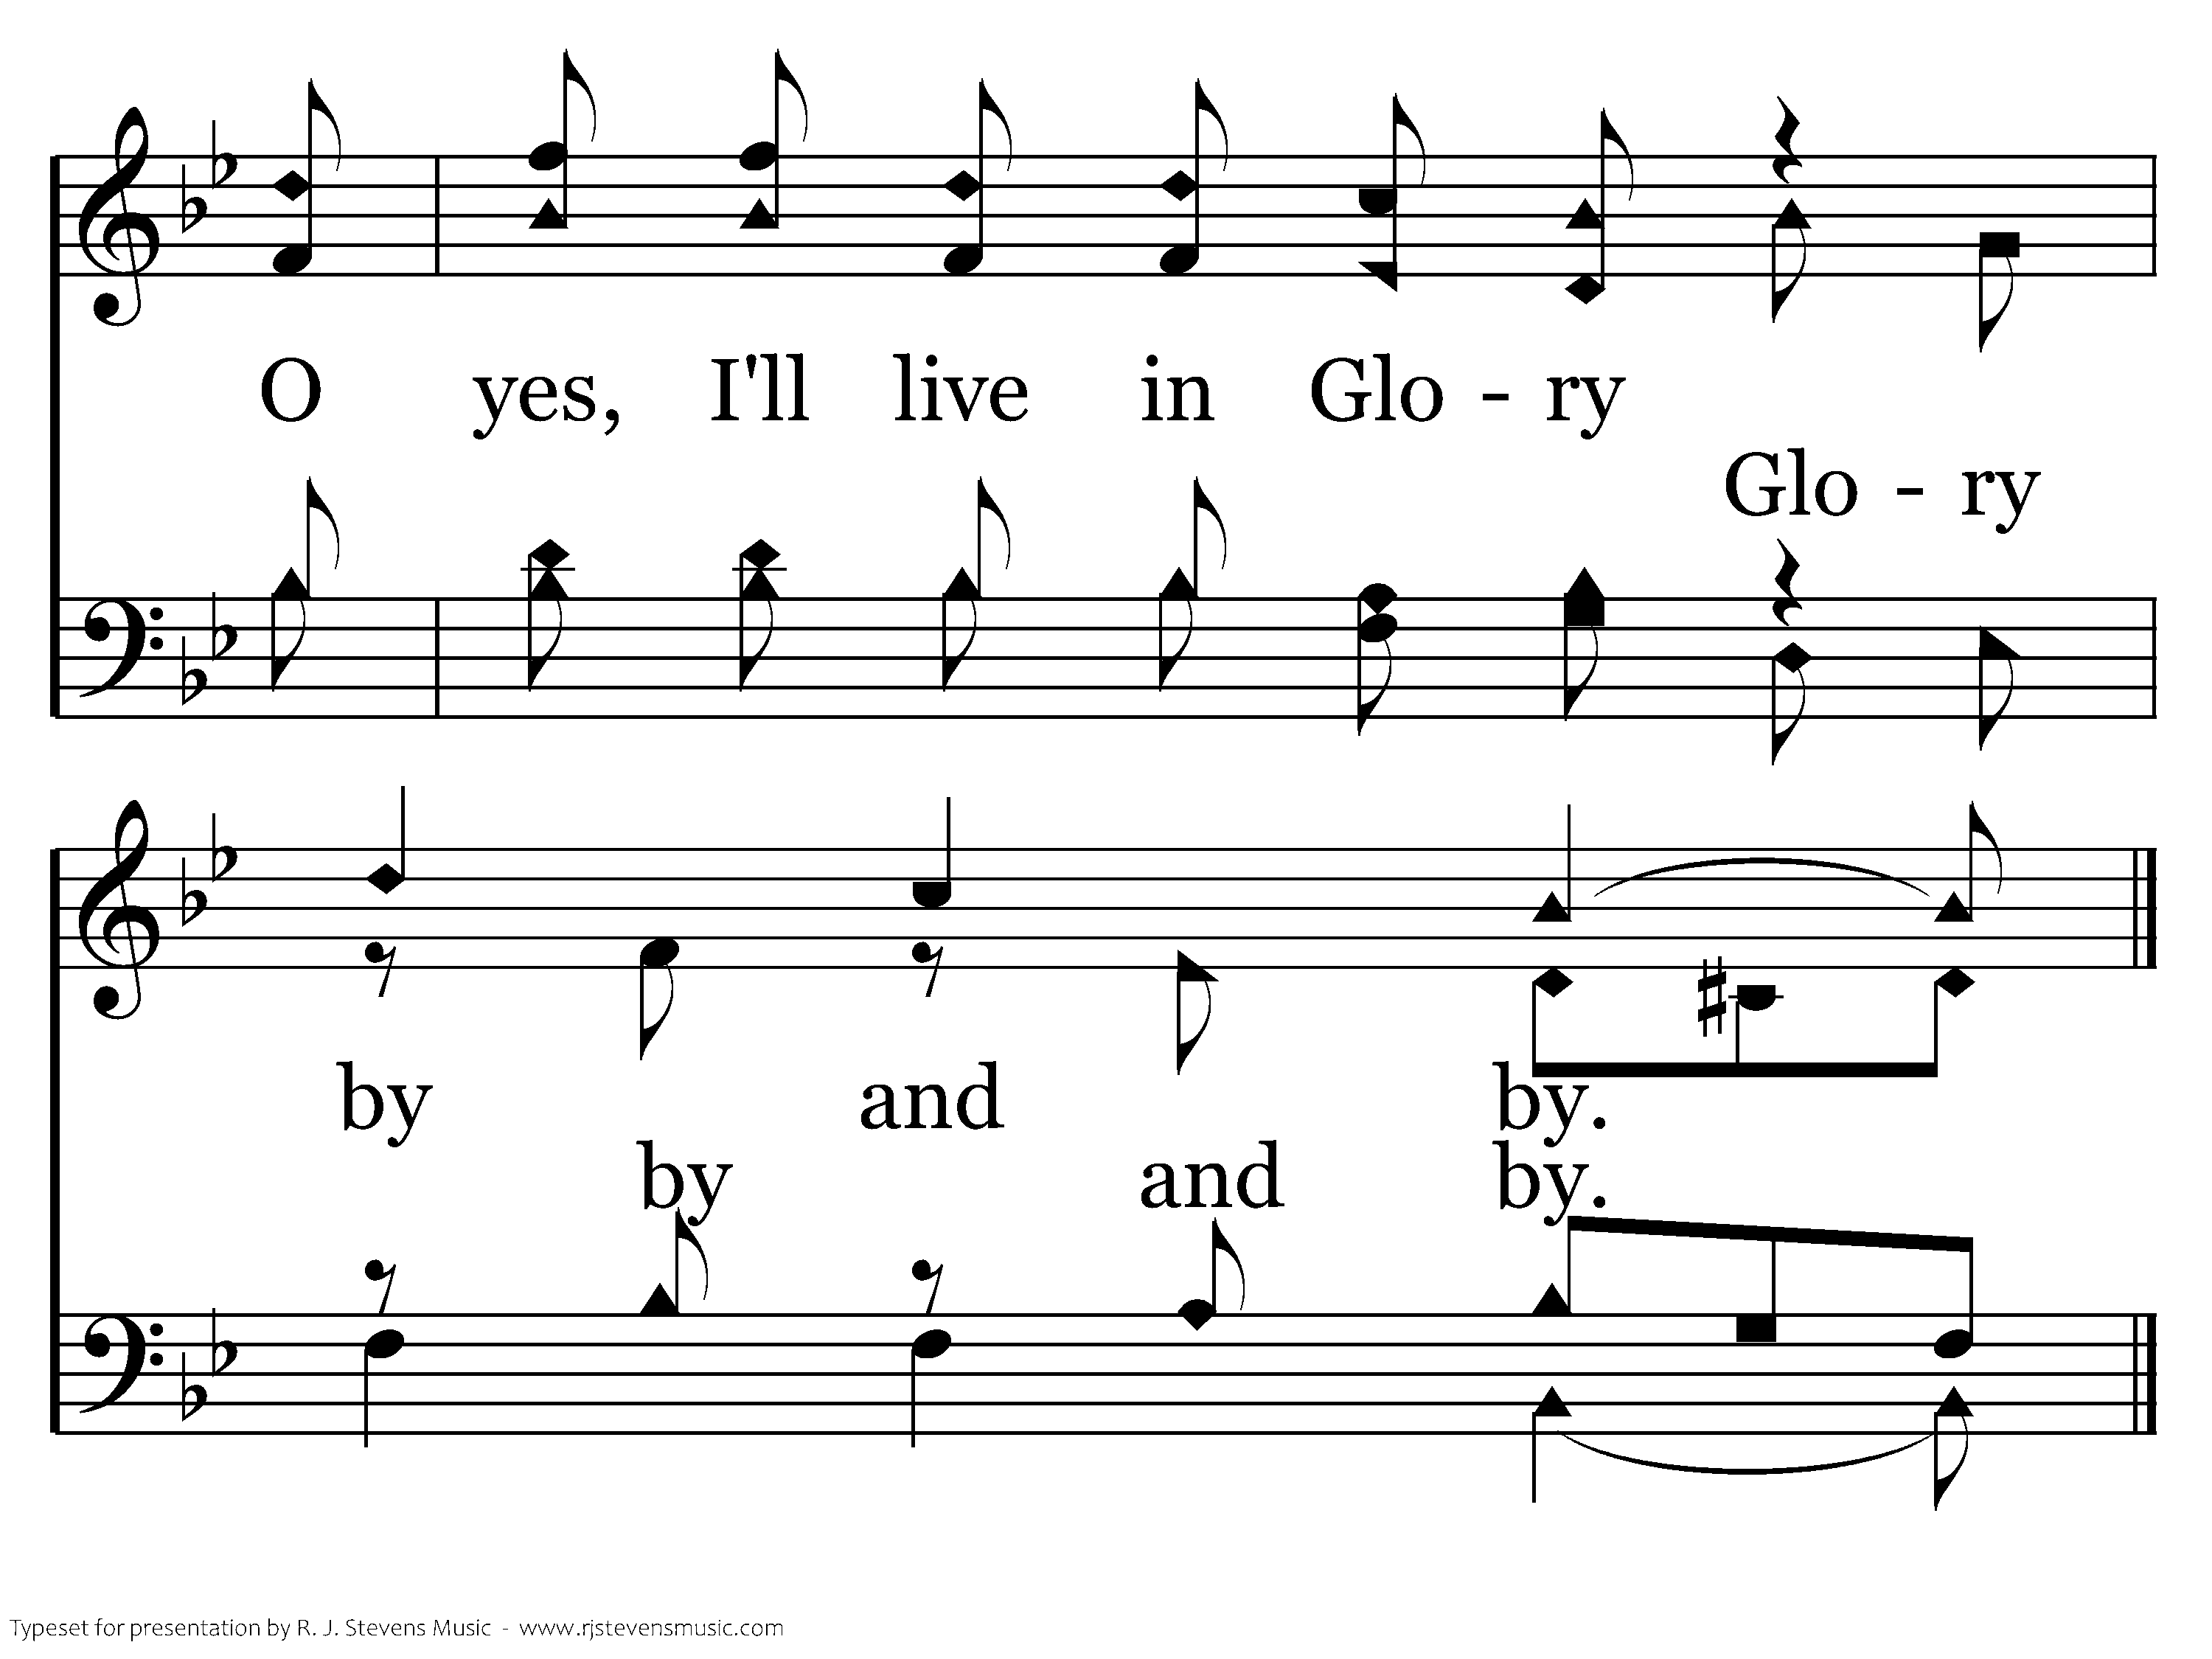 O yes, I'll live in Glo - ry
Glo - ry
by and by.
by and by.
Typeset for presentation by R. J. Stevens Music - www.rjstevensmusic.com